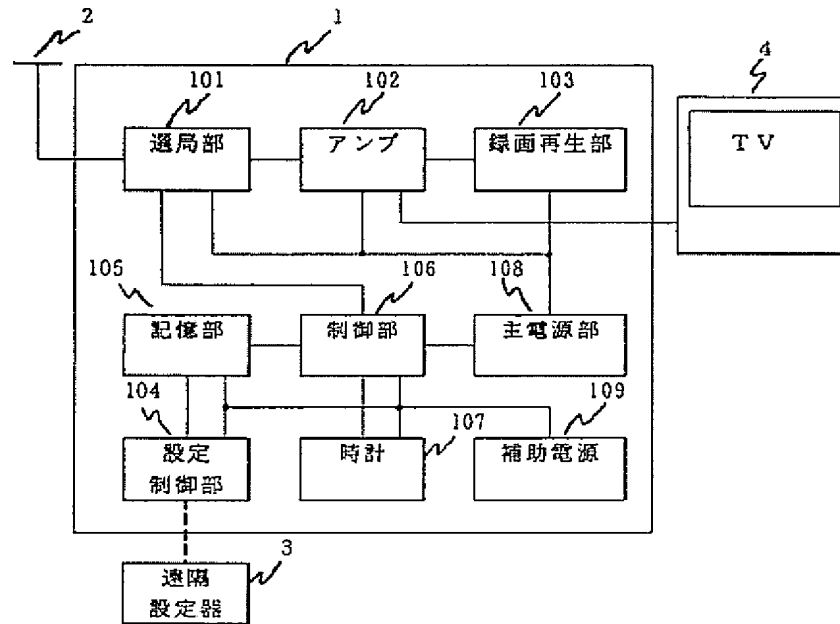 2
1
4
101
102
103
選局部
アンプ
録画再生部
TV
105
106
108
記憶部
制御部
主電源部
104
107
109
設定
制御部
時計
補助電源
3
遠隔
設定器